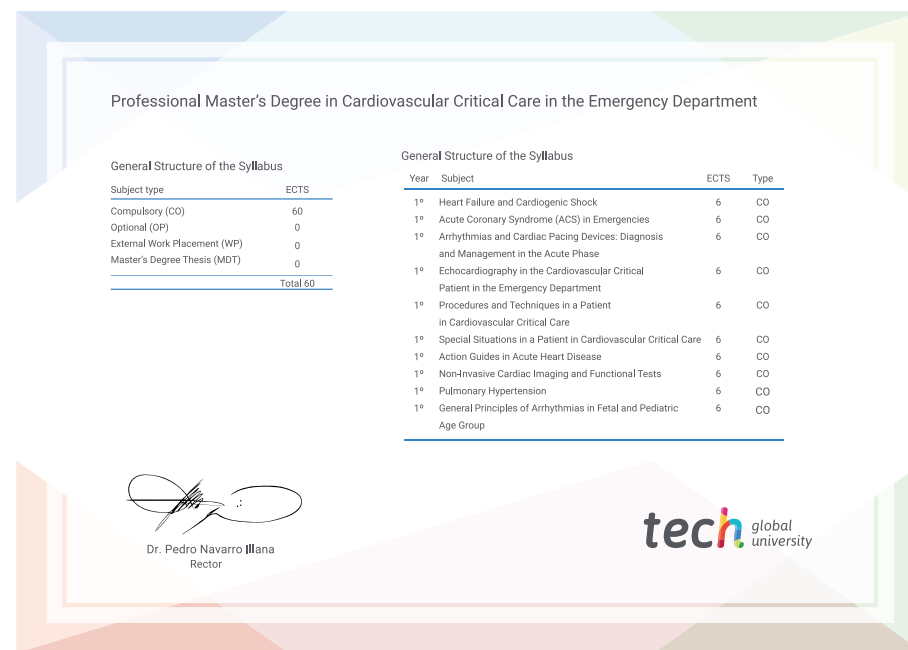 Professional Master's Degree in Cardiovascular Critical Care in the Emergency Department
General Structure of the Syllabus
Subject type ECTS
Compulsory (CO) 60
Optional (OP) 0
External Work Placement (WP) 0
Master's Degree Thesis (MDT) 0
Total 60
General Structure of the Syllabus
Year Subject ECTS Type
1º Heart Failure and Cardiogenic Shock 6 CO
1º Acute Coronary Syndrome (ACS) in Emergencies 6 CO
1º Arrhythmias and Cardiac Pacing Devices: Diagnosis 6 CO
and Management in the Acute Phase
1º Echocardiography in the Cardiovascular Critical 6 CO
Patient in the Emergency Department
1º Procedures and Techniques in a Patient 6 CO
in Cardiovascular Critical Care
1º Special Situations in a Patient in Cardiovascular Critical Care 6 CO
1º Action Guides in Acute Heart Disease 6 CO
1º Non-Invasive Cardiac Imaging and Functional Tests 6 CO
1º Pulmonary Hypertension 6 CO
1º General Principles of Arrhythmias in Fetal and Pediatric 6 CO
Age Group
Dr. Pedro Navarro Illana
Rector
tech global
university